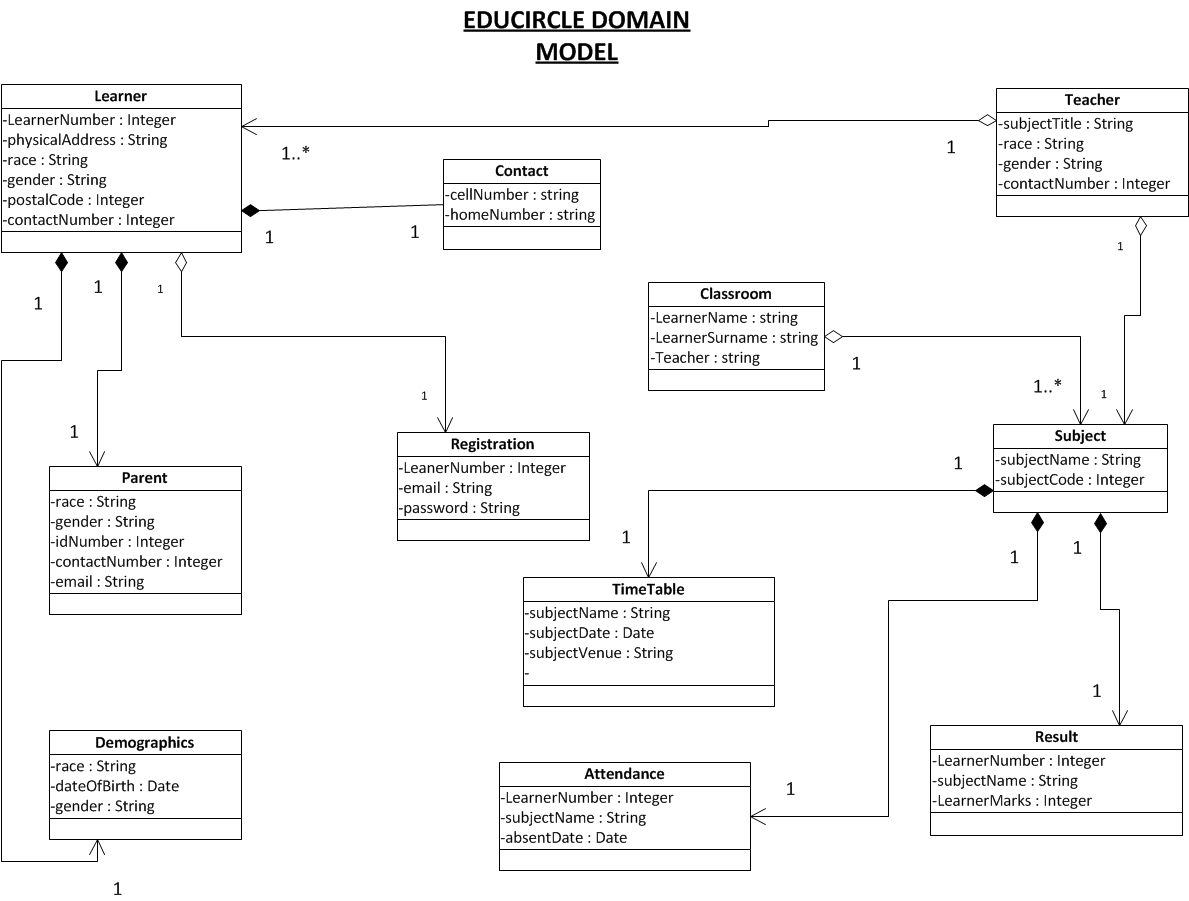 EDUCIRCLE DOMAIN
MODEL
Learner
-LearnerNumber : Integer
-physicalAddress : String
-race : String
-gender : String
-postalCode : Integer
-contactNumber : Integer
Teacher
-subjectTitle : String
-race : String
-gender : String
-contactNumber : Integer
1..*
1
Contact
-cellNumber : string
-homeNumber : string
1
1
1
1
1
1
Classroom
-LearnerName : string
-LearnerSurname : string
-Teacher : string
1
1..*
1
1
1
Registration
-LeanerNumber : Integer
-email : String
-password : String
Subject
-subjectName : String
-subjectCode : Integer
Parent
-race : String
-gender : String
-idNumber : Integer
-contactNumber : Integer
-email : String
1
1
1
1
TimeTable
-subjectName : String
-subjectDate : Date
-subjectVenue : String
-
1
Demographics
-race : String
-dateOfBirth : Date
-gender : String
1
Attendance
-LearnerNumber : Integer
-subjectName : String
-absentDate : Date
1
Result
-LearnerNumber : Integer
-subjectName : String
-LearnerMarks : Integer